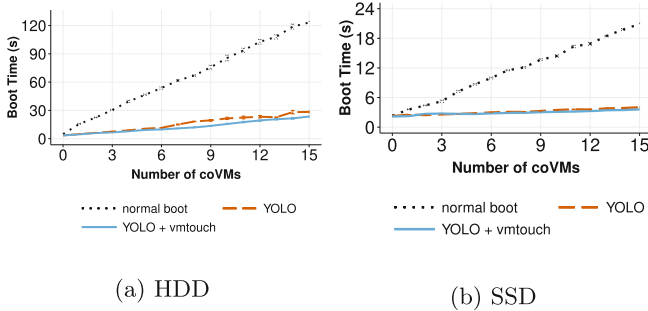 Boot Time (s)
120
90
60
30
0
0 3 6 9 12 15
Number of coVMs
normal boot YOLO
YOLO + vmtouch
(a) HDD
Boot Time (s)
24
18
12
6
0
0 3 6 9 12 15
Number of coVMs
normal boot YOLO
YOLO + vmtouch
(b) SSD